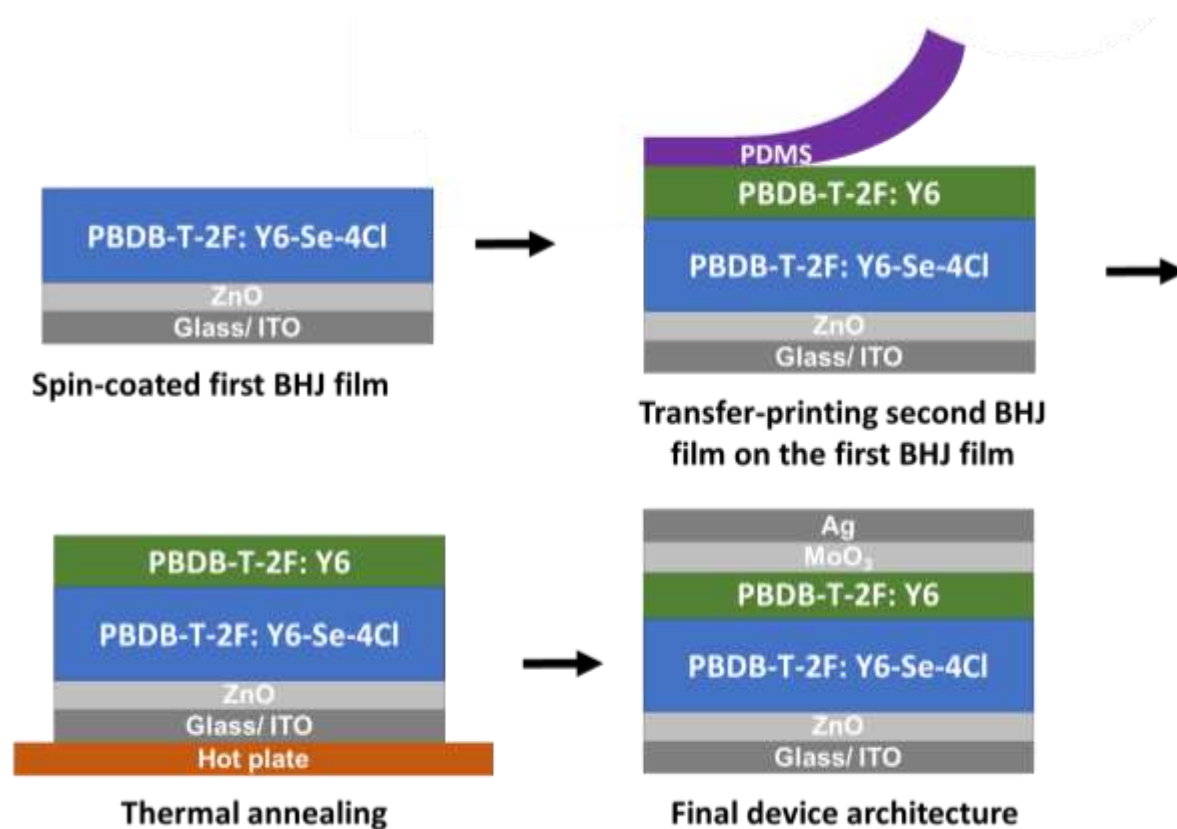 PBDB-T-2F: Y6-Se-4Cl
ZnO
Glass/ ITO
Spin-coated first BHJ film
PDMS
PBDB-T-2F: Y6
PBDB-T-2F: Y6-Se-4Cl
ZnO
Glass/ ITO
Transfer-printing second BHJ
film on the first BHJ film
PBDB-T-2F: Y6
PBDB-T-2F: Y6-Se-4Cl
ZnO
Glass/ ITO
Hot plate
Thermal annealing
Ag
MoO₃
PBDB-T-2F: Y6
PBDB-T-2F: Y6-Se-4Cl
ZnO
Glass/ ITO
Final device architecture